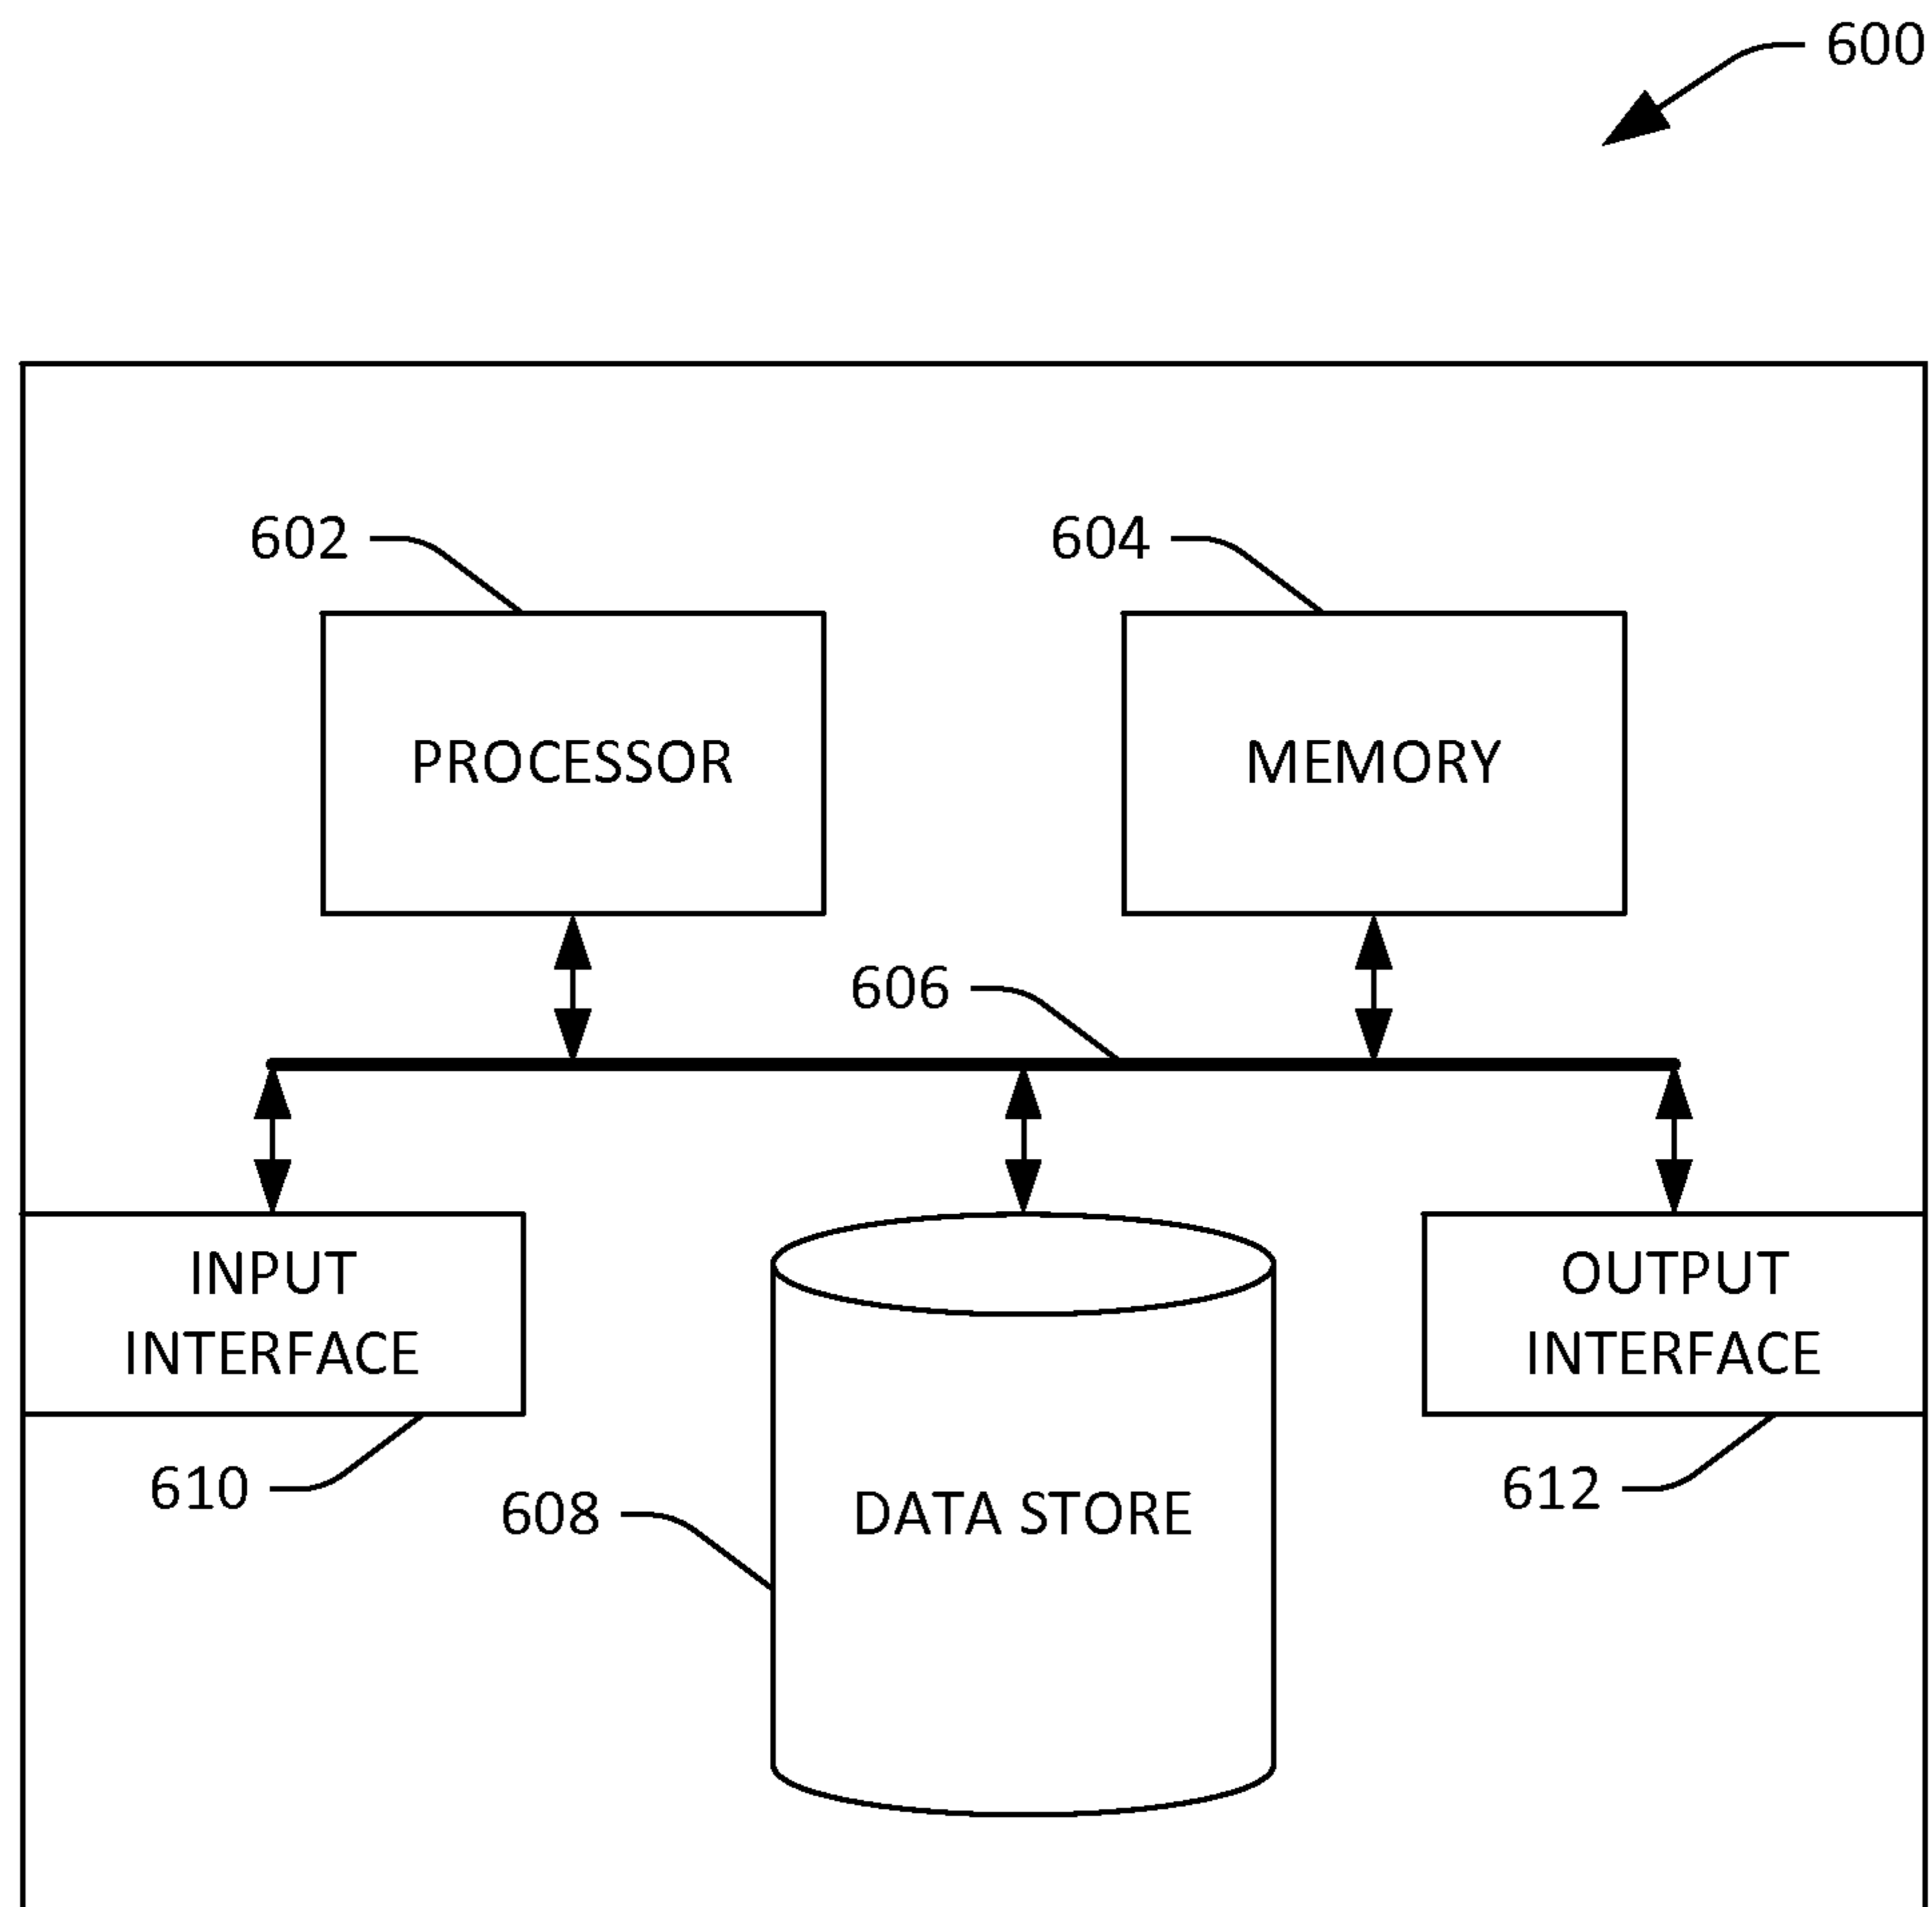 600
602
604
PROCESSOR
MEMORY
606
INPUT
INTERFACE
OUTPUT
INTERFACE
610
608
DATA STORE
612